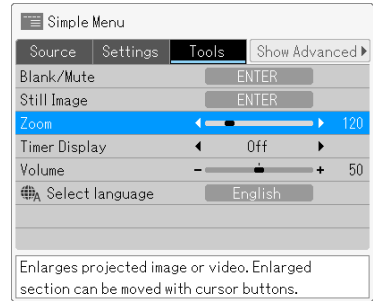 Simple Menu
Source Settings Tools Show Advanced
Blank/Mute ENTER
Still Image ENTER
Zoom 120
Timer Display Off
Volume - + 50
Select language English
Enlarges projected image or video. Enlarged
section can be moved with cursor buttons.